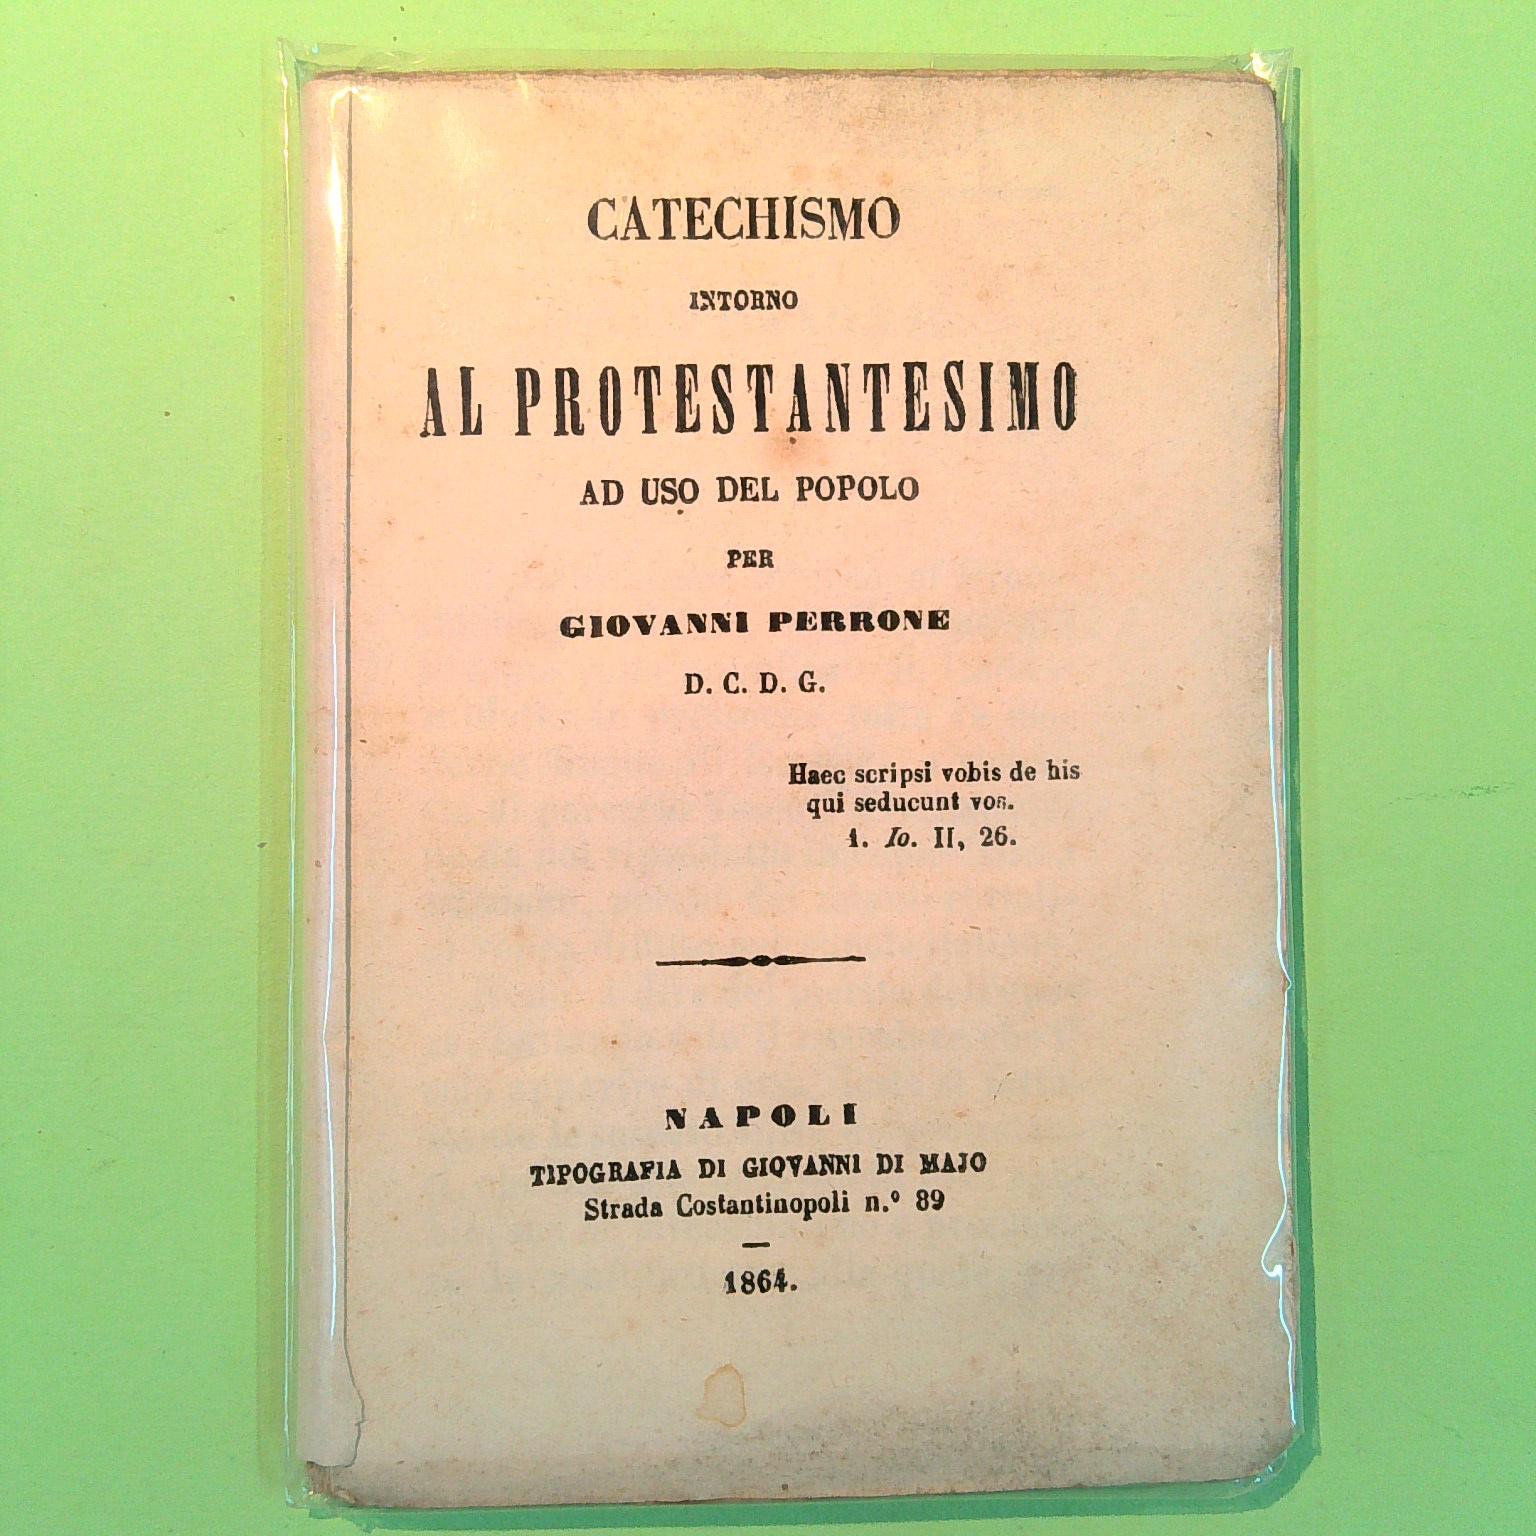 CATECHISMO
INTORNO
AL PROTESTANTESIMO
AD USO DEL POPOLO
PER
GIOVANNI PERRONE
D. C. D. G.
Haec scripsi vobis de his
qui seducunt vos.
1. Io. II, 26.
NAPOLI
TIPOGRAFIA DI GIOVANNI DI MAJO
Strada Costantinopoli n.º 89
1864.